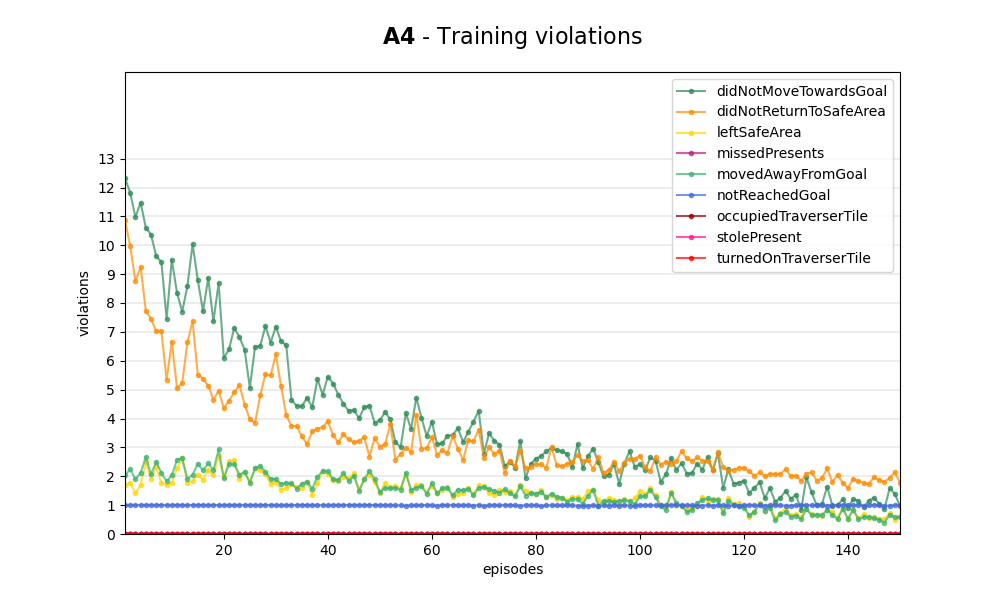 A4 - Training violations
didNotMoveTowardsGoal
didNotReturnToSafeArea
leftSafeArea
missedPresents
movedAwayFromGoal
notReachedGoal
occupiedTraverserTile
stolePresent
turnedOnTraverserTile
violations
13
12
11
10
9
8
7
6
5
4
3
2
1
0
20
40
60
80
100
120
140
episodes